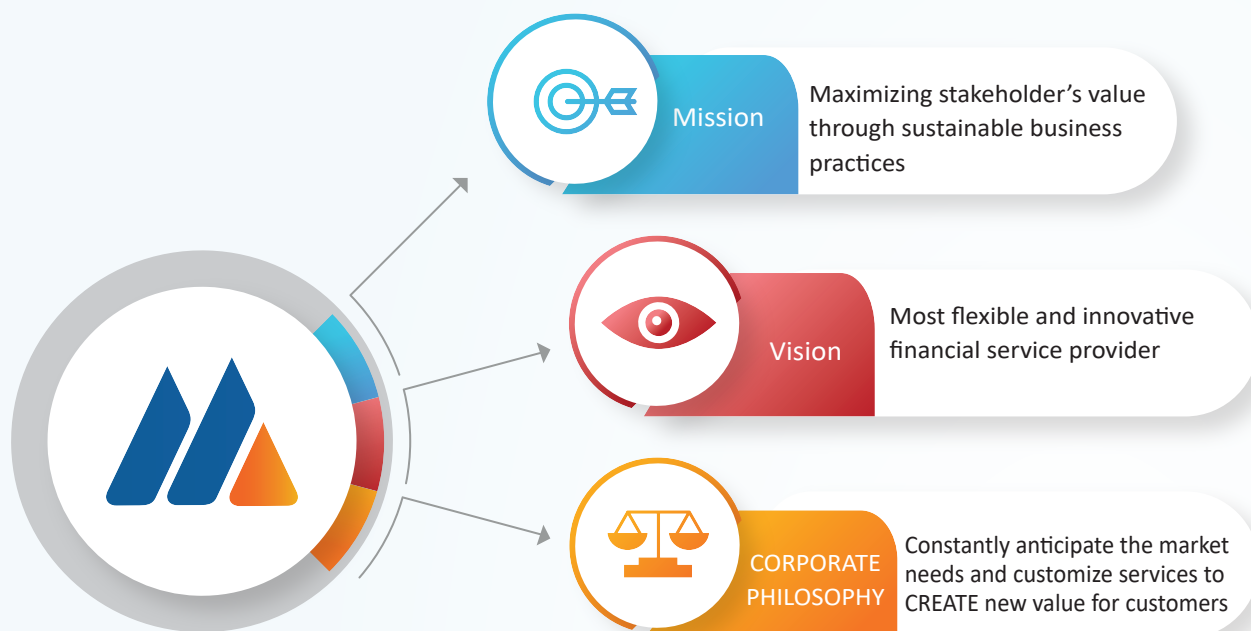 Mission
Maximizing stakeholder’s value
through sustainable business
practices
Vision
Most flexible and innovative
financial service provider
CORPORATE
PHILOSOPHY
Constantly anticipate the market
needs and customize services to
CREATE new value for customers